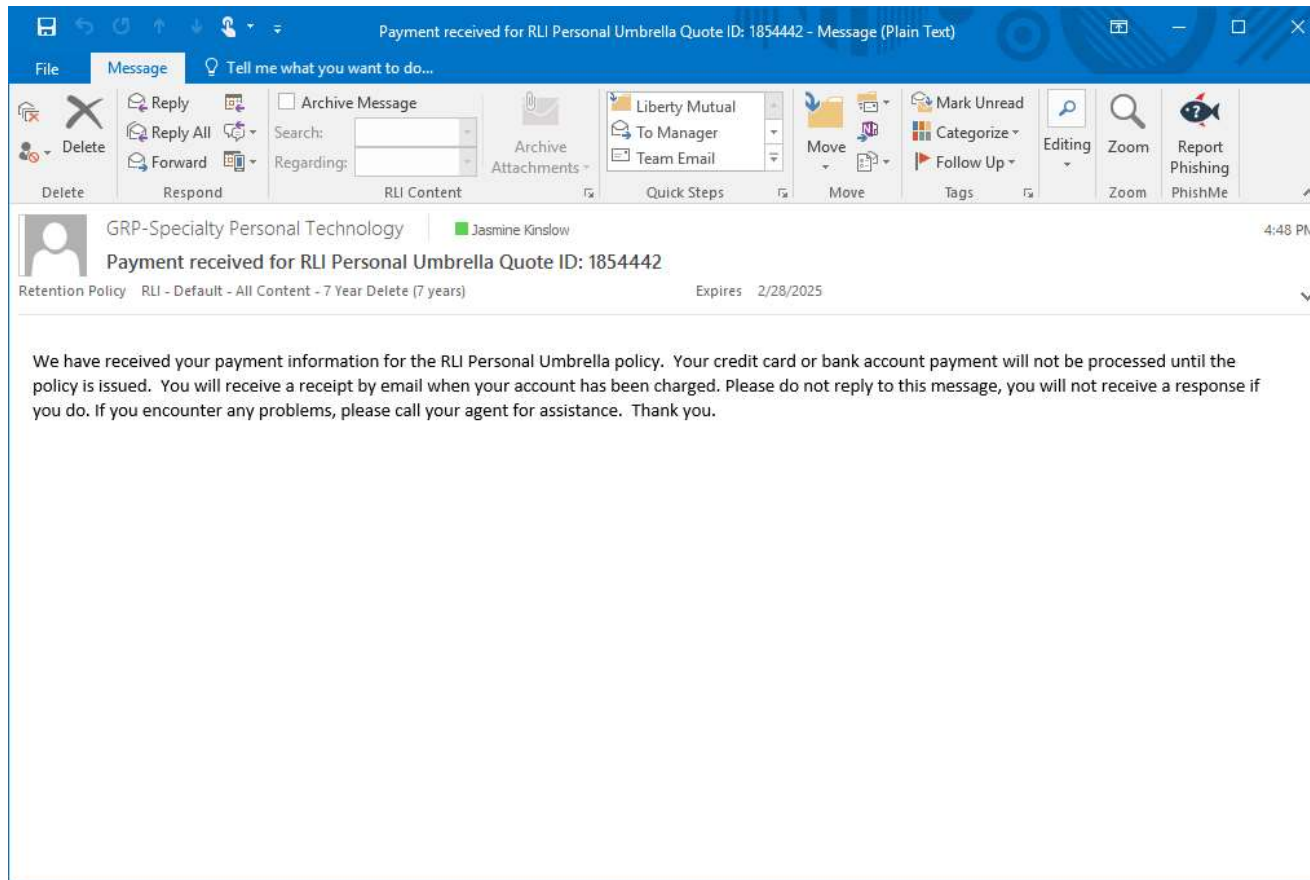 Payment received for RLI Personal Umbrella Quote ID: 1854442 - Message (Plain Text)
File Message Tell me what you want to do...
Delete
Reply
Reply All
Forward
Archive Message
Search:
Regarding:
Archive
Attachments
Liberty Mutual
To Manager
Team Email
Move
Mark Unread
Categorize
Follow Up
Editing
Zoom
Report
Phishing
Delete Respond RLI Content Quick Steps Move Tags Zoom PhishMe
GRP-Specialty Personal Technology Jasmine Kinslow 4:48 PM
Payment received for RLI Personal Umbrella Quote ID: 1854442
Retention Policy RLI - Default - All Content - 7 Year Delete (7 years) Expires 2/28/2025
We have received your payment information for the RLI Personal Umbrella policy. Your credit card or bank account payment will not be processed until the
policy is issued. You will receive a receipt by email when your account has been charged. Please do not reply to this message, you will not receive a response if
you do. If you encounter any problems, please call your agent for assistance. Thank you.